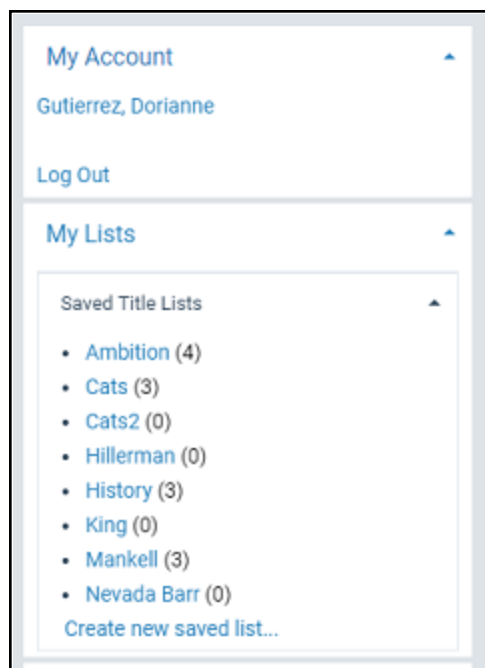 My Account
Gutierrez, Dorianne
Log Out
My Lists
Saved Title Lists
• Ambition (4)
• Cats (3)
• Cats2 (0)
• Hillerman (0)
• History (3)
• King (0)
• Mankell (3)
• Nevada Barr (0)
Create new saved list...